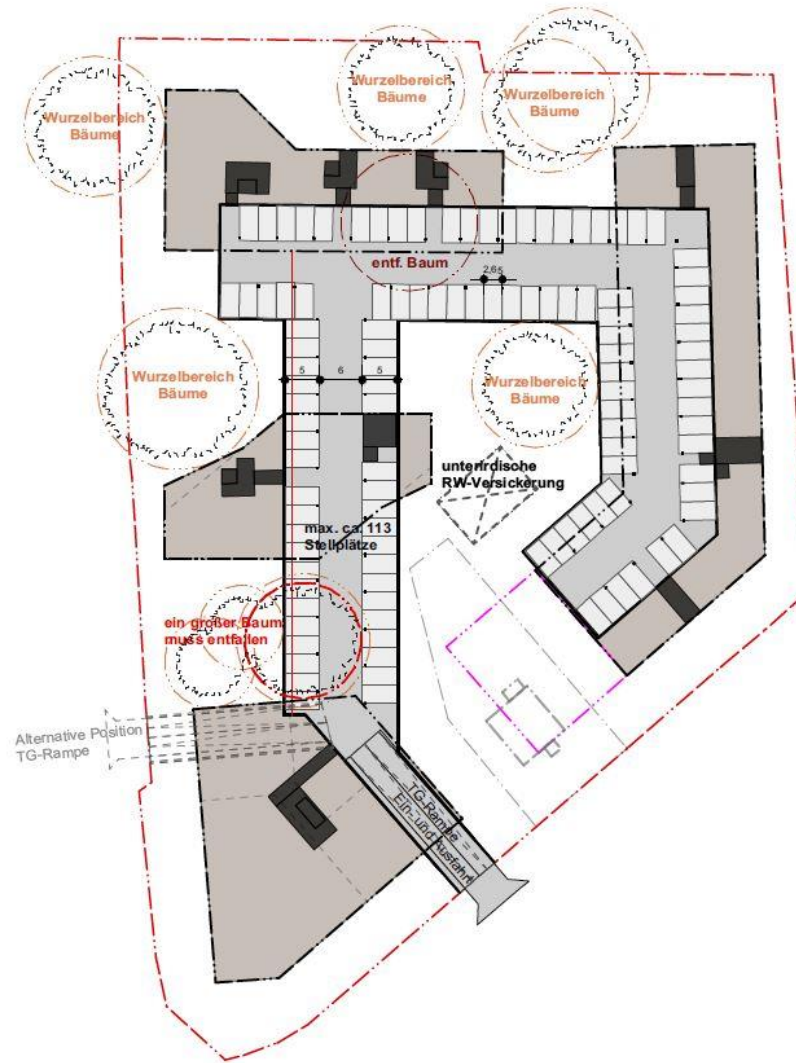 Wurzelbereich
Bäume
Wurzelbereich
Bäume
Wurzelbereich
Bäume
entf. Baum
2,65
Wurzelbereich
Bäume
5
6
5
Wurzelbereich
Bäume
unterirdische
RW-Versickerung
max. ca. 113
Stellplätze
ein großer Baum
muss entfallen
Alternative Position
TG-Rampe
TG-Rampe
Ein- und Ausfahrt